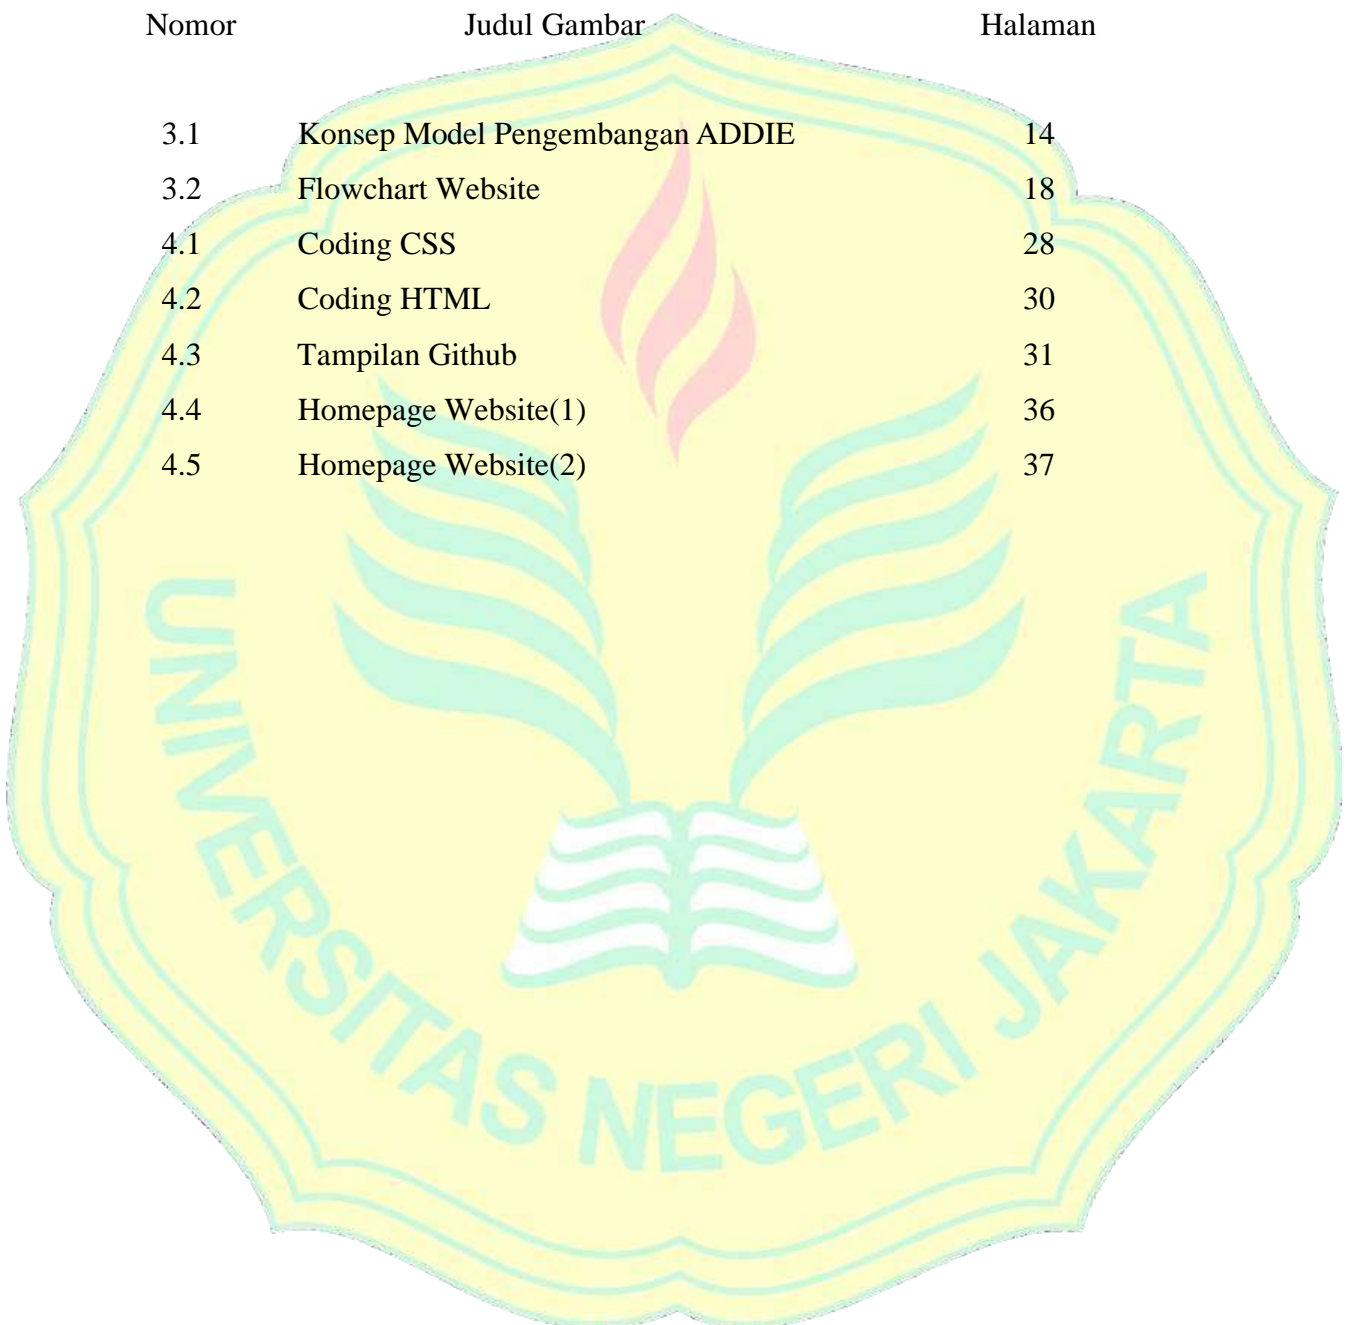 Nomor Judul Gambar Halaman
3.1 Konsep Model Pengembangan ADDIE 14
3.2 Flowchart Website 18
4.1 Coding CSS 28
4.2 Coding HTML 30
4.3 Tampilan Github 31
4.4 Homepage Website(1) 36
4.5 Homepage Website(2) 37
UNIVERSITAS NEGERI JAKARTA